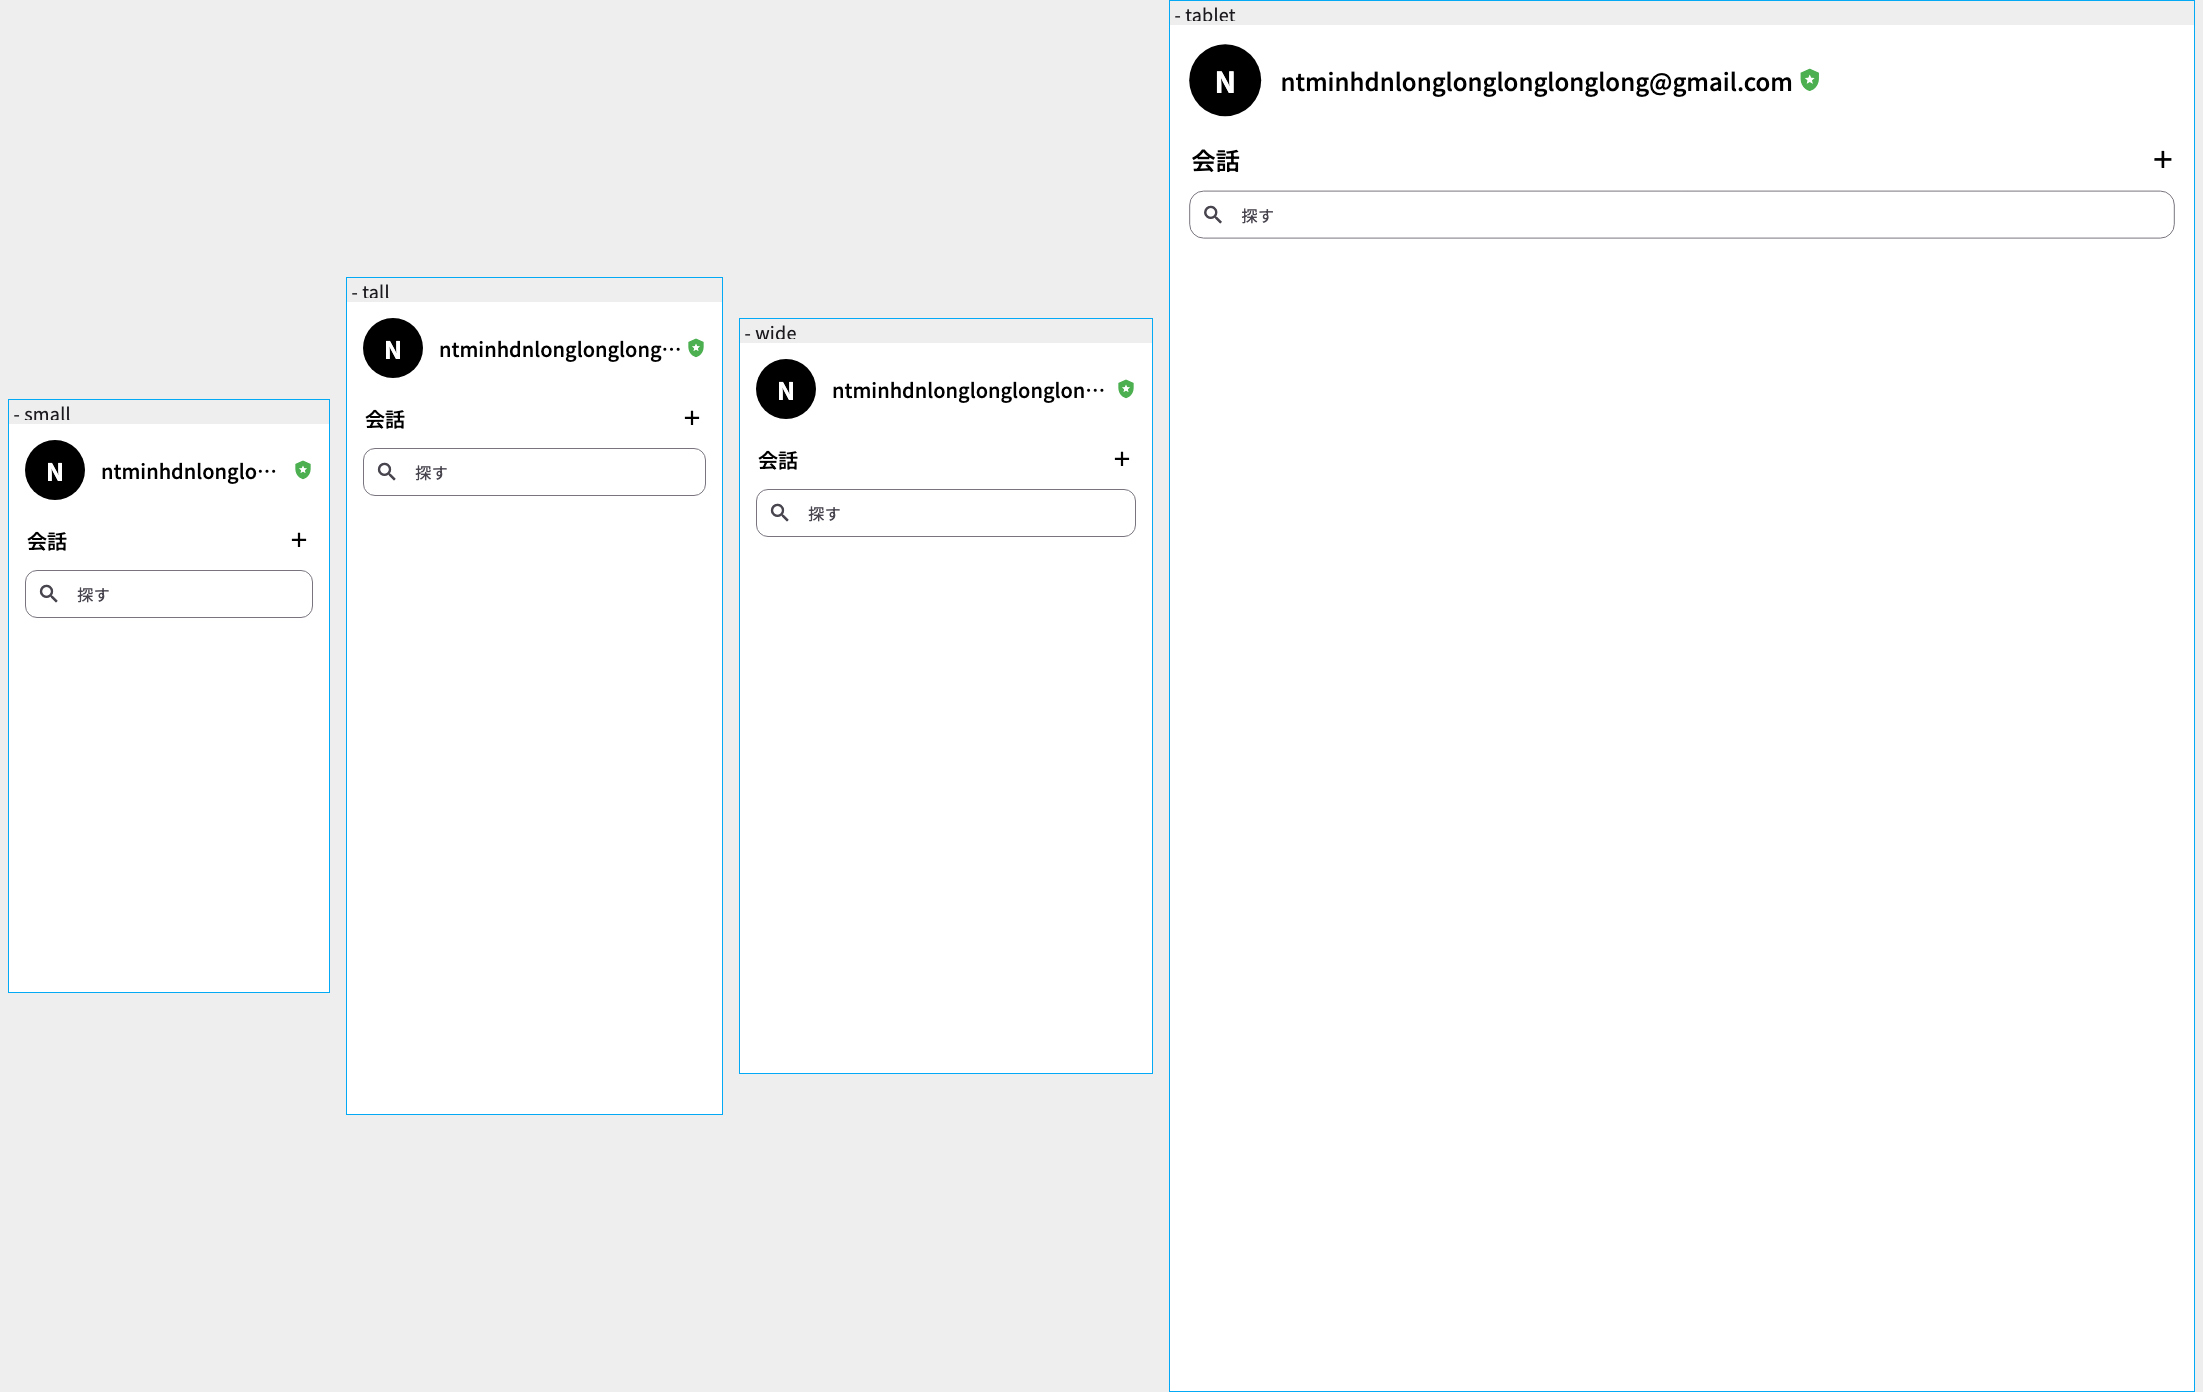 - small
N
ntminhdnlonglo…
会話
探す
- tall
N
ntminhdnlonglonglong…
会話
探す
- wide
N
ntminhdnlonglonglonglon…
会話
探す
- tablet
N
ntminhdnlonglonglonglonglong@gmail.com
会話
探す